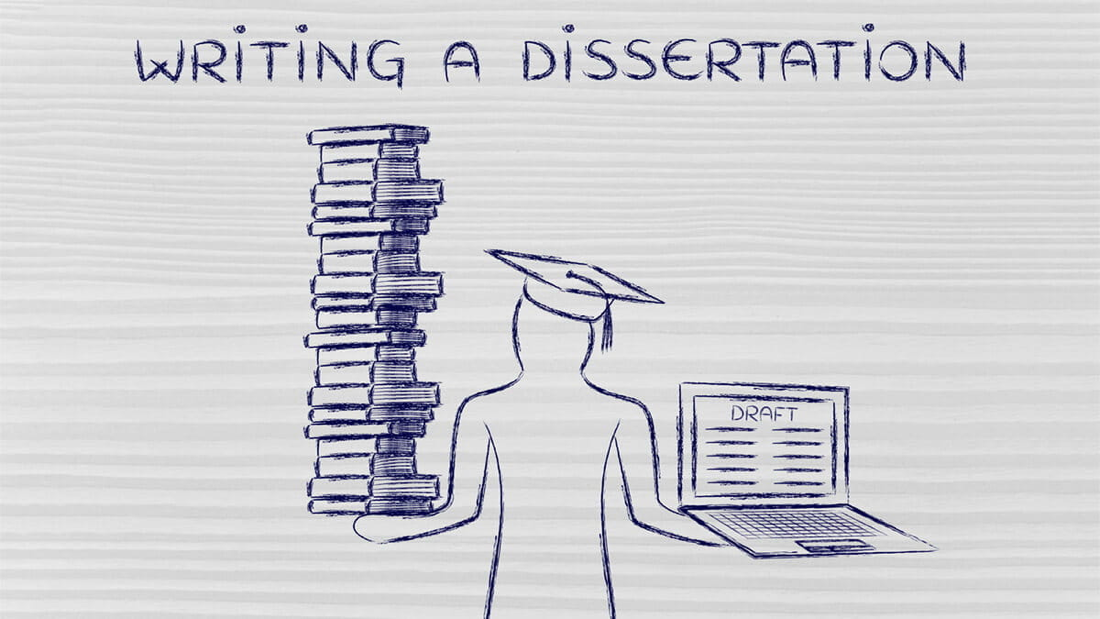 WRiTiNG A DiSSERTATiON
DRAFT